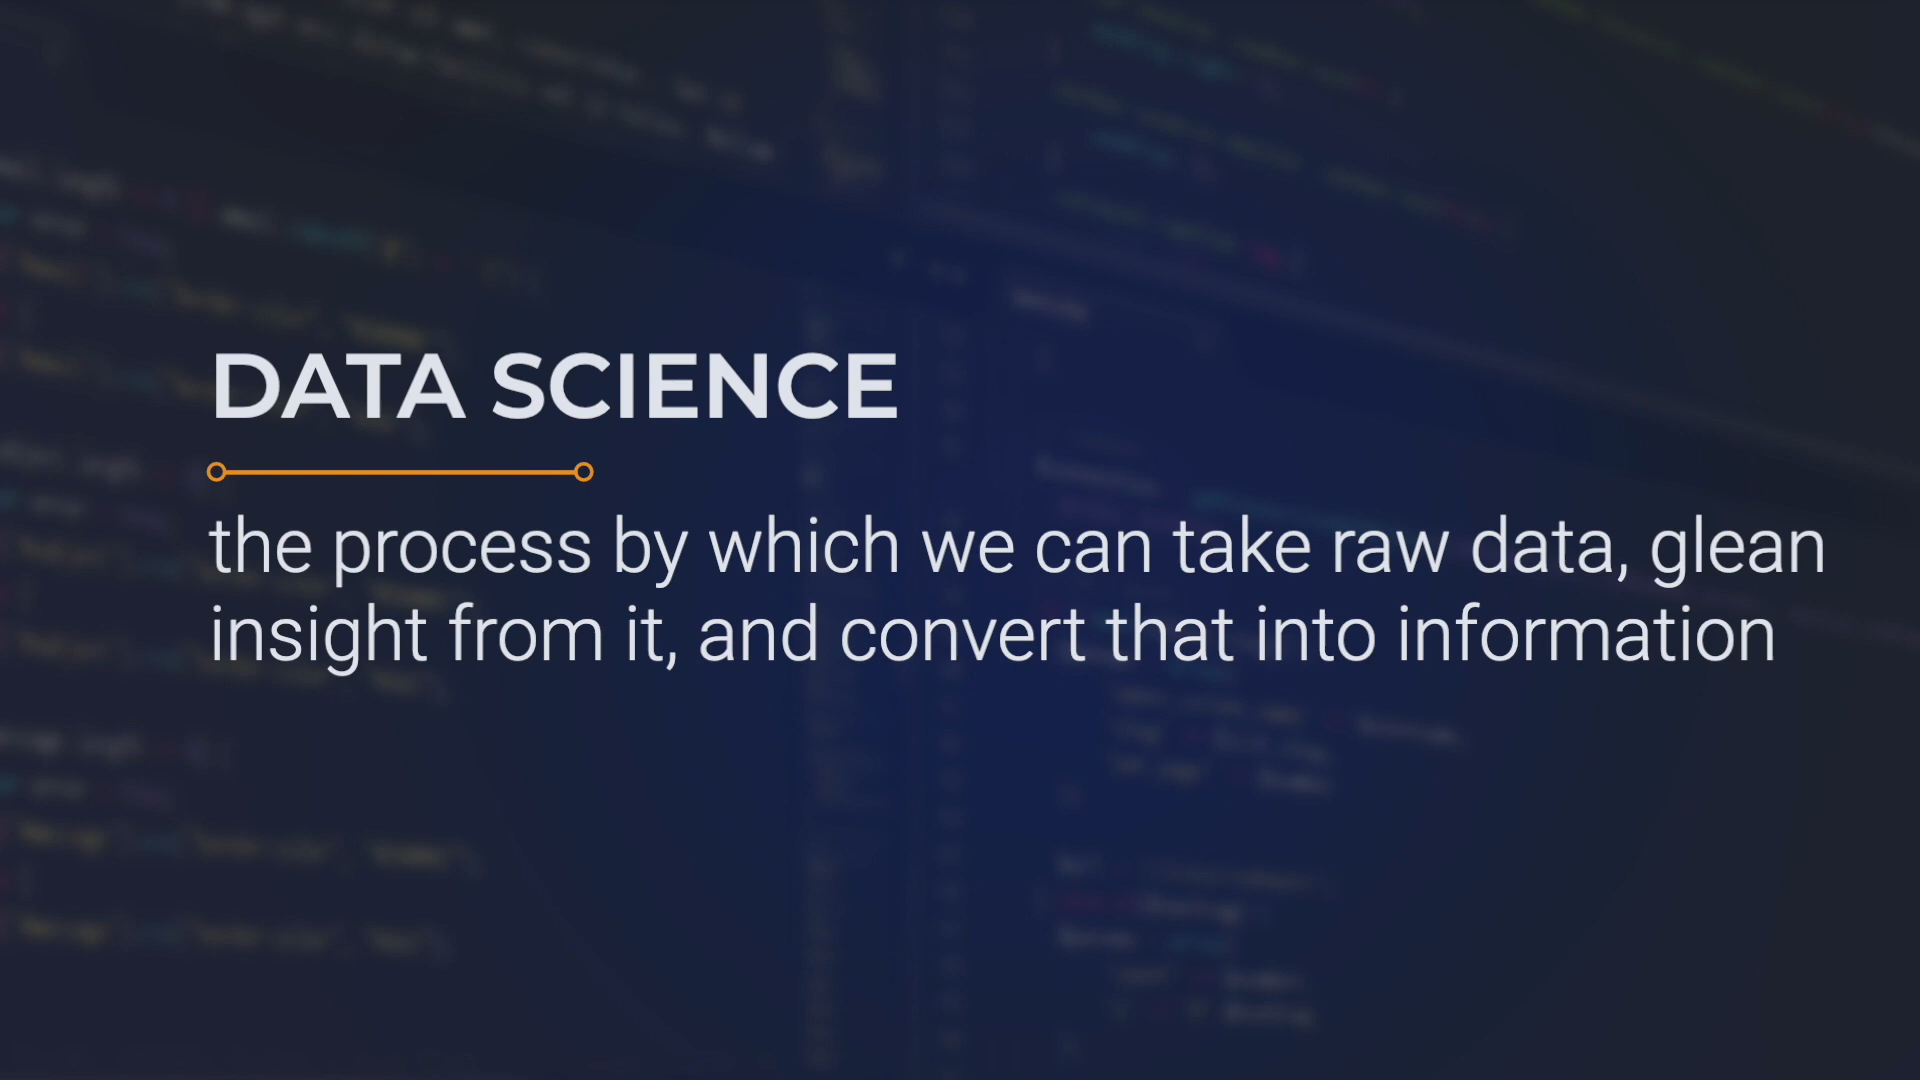 DATA SCIENCE
the process by which we can take raw data, glean
insight from it, and convert that into information